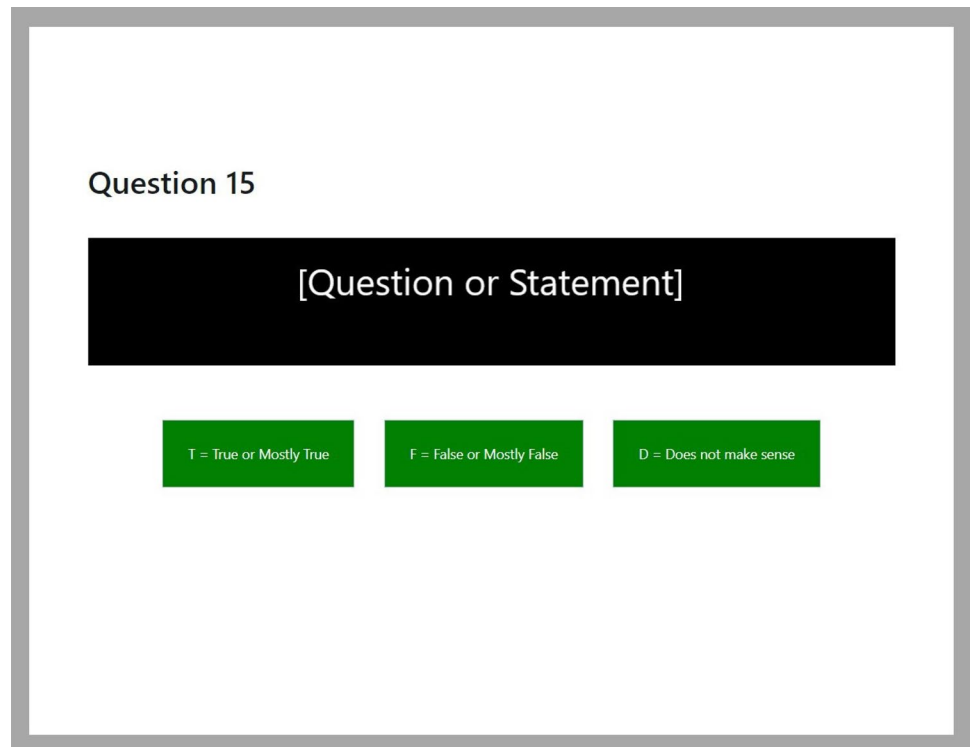 Question 15
[Question or Statement]
T = True or Mostly True
F = False or Mostly False
D = Does not make sense